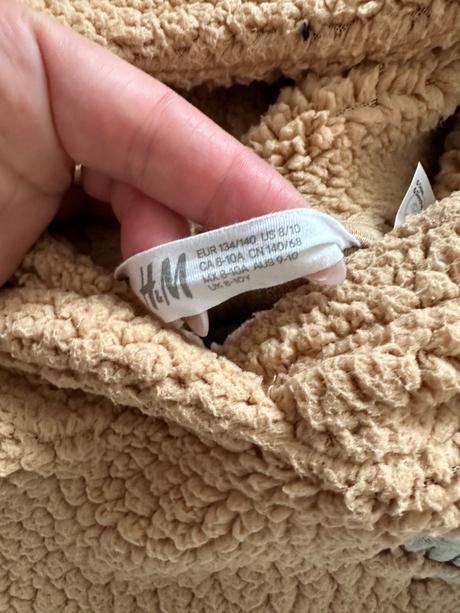 H&M
EUR 134/140 US 8/10
CA 8-10A CN 140/68
MX 8-10A AUS 9-10
UK 8-10Y